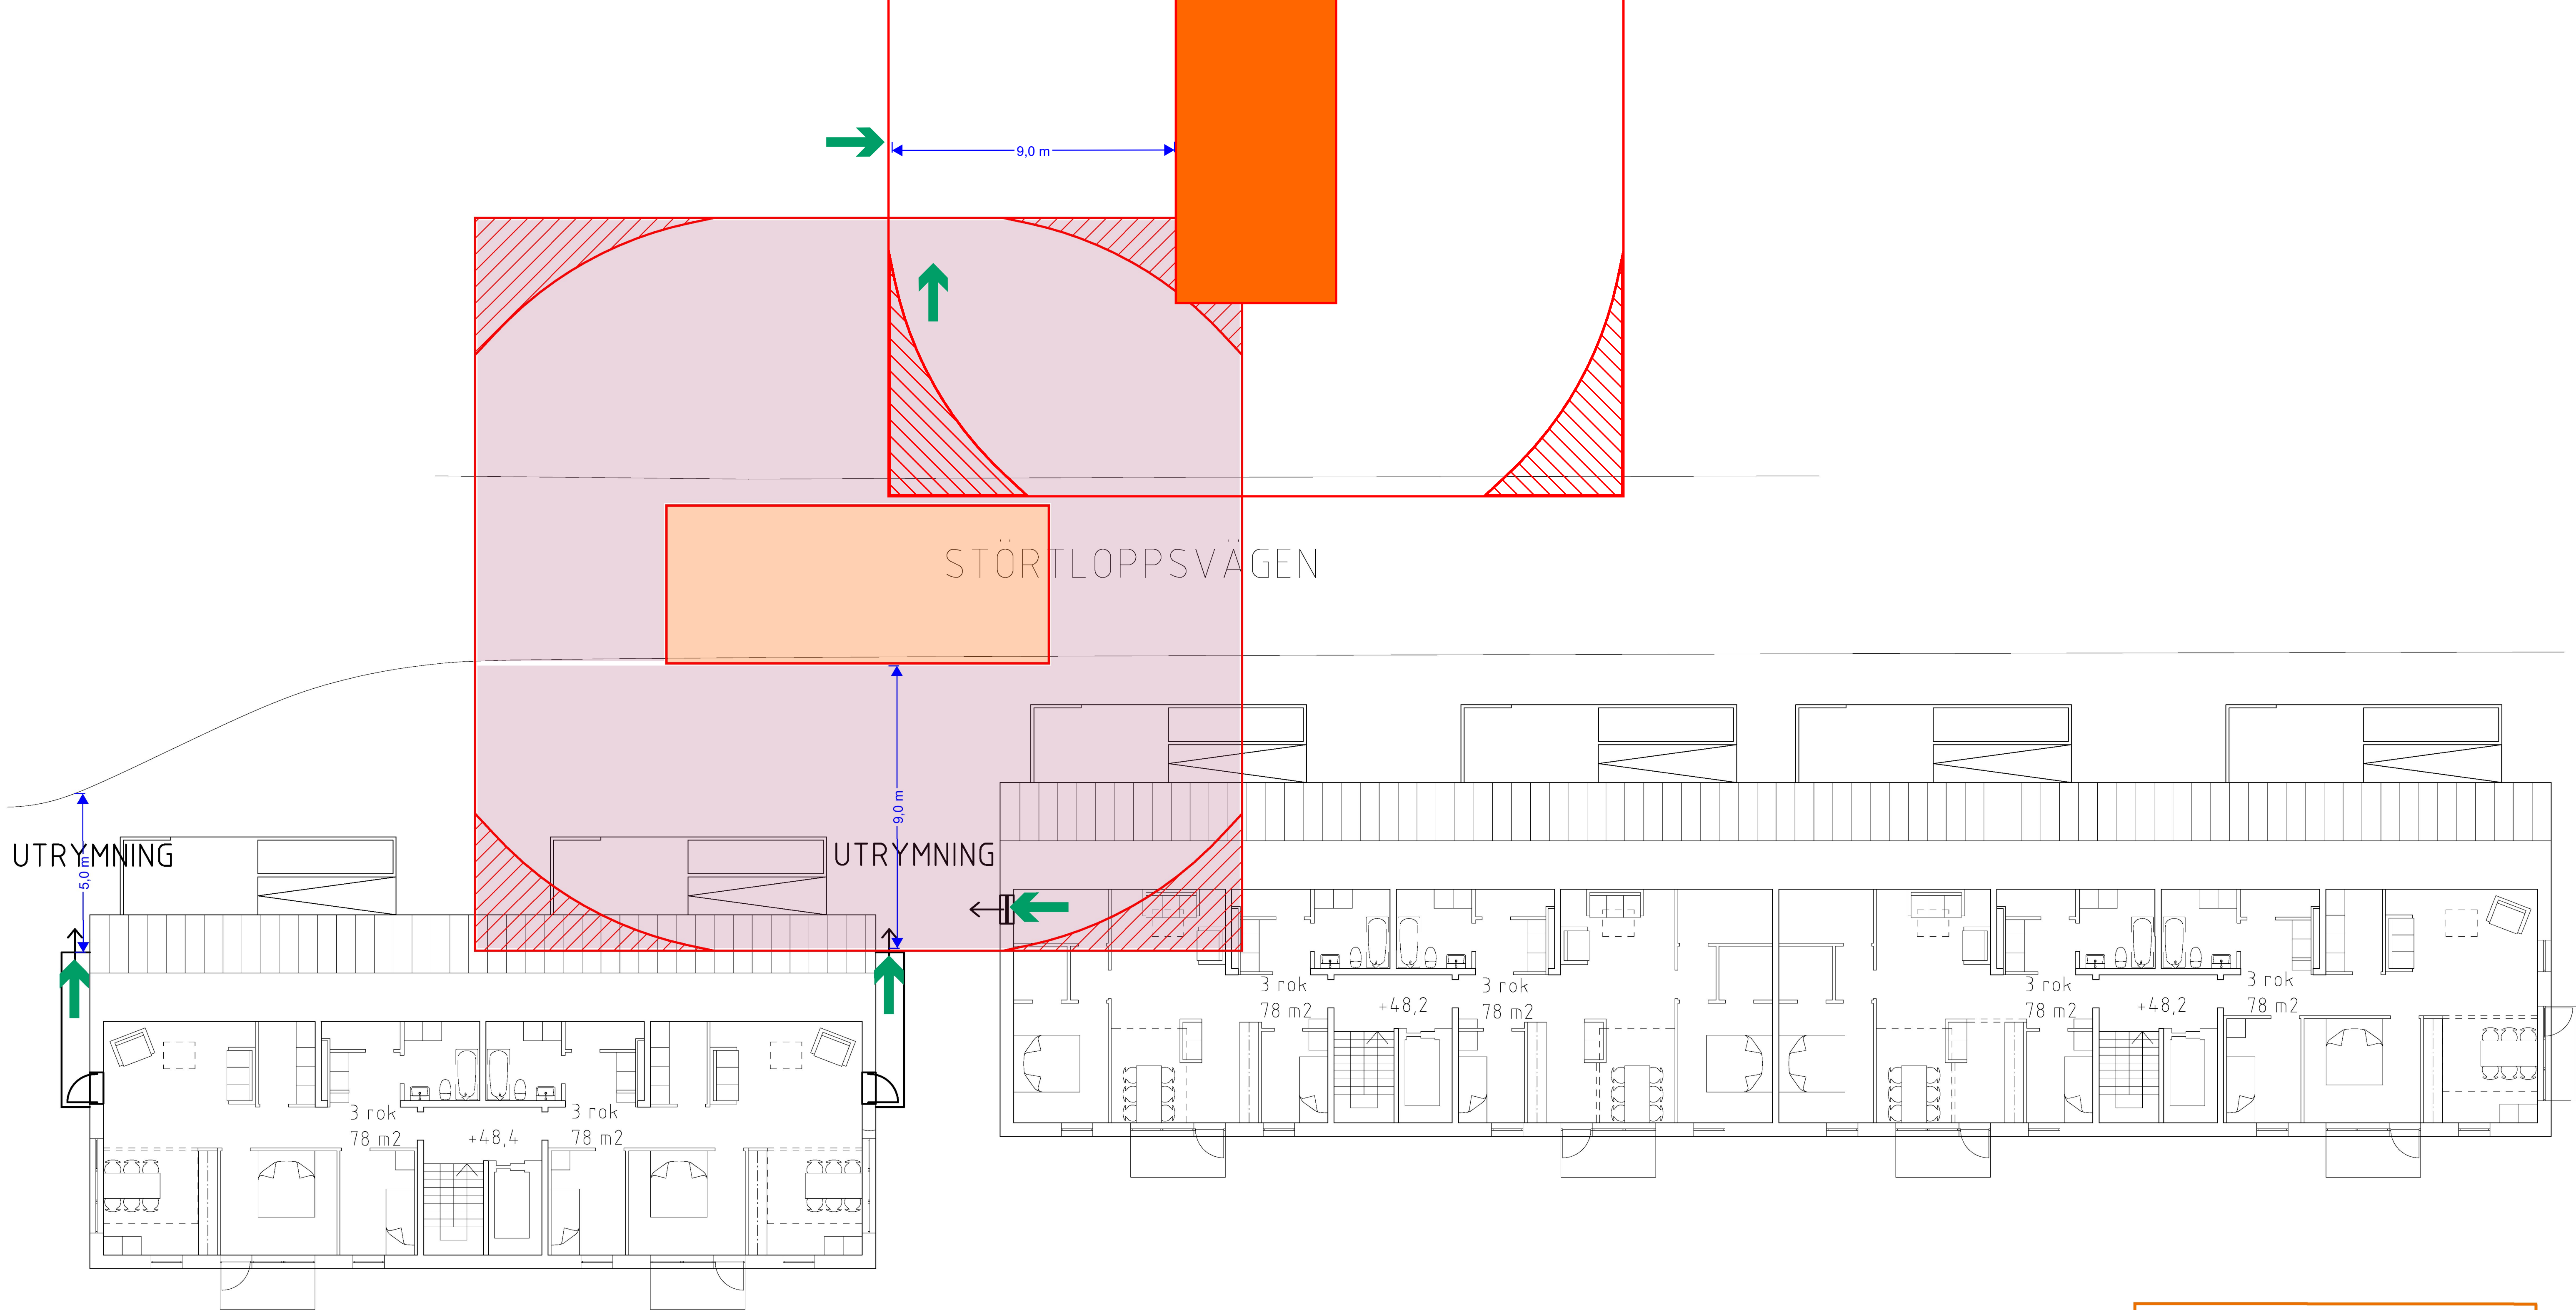 9,0 m
STÖRTLOPPSVÄGEN
9,0 m
UTRYMNING
5,0 m
UTRYMNING
3 rok
78 m2
+48,4
3 rok
78 m2
3 rok
78 m2
+48,2
3 rok
78 m2
3 rok
78 m2
+48,2
3 rok
78 m2